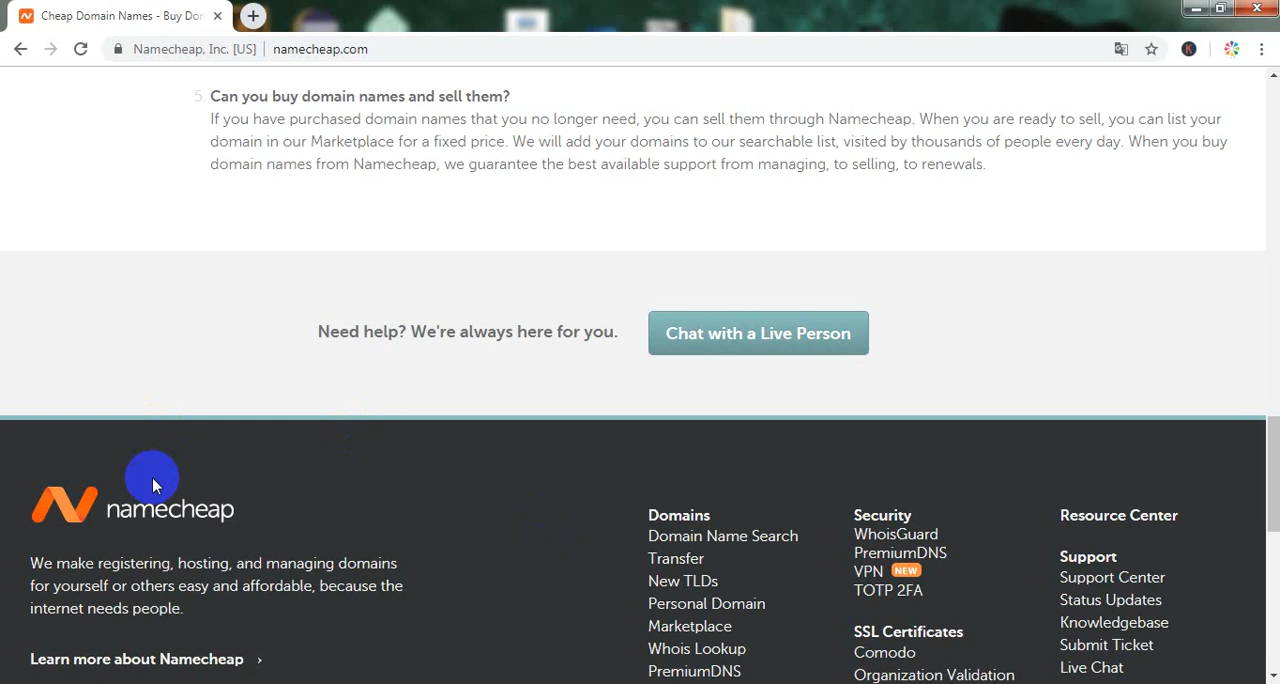 Cheap Domain Names - Buy Do
Namecheap, Inc. [US]
namecheap.com
5. Can you buy domain names and sell them?
If you have purchased domain names that you no longer need, you can sell them through Namecheap. When you are ready to sell, you can list your
domain in our Marketplace for a fixed price. We will add your domains to our searchable list, visited by thousands of people every day. When you buy
domain names from Namecheap, we guarantee the best available support from managing, to selling, to renewals.
Need help? We're always here for you.
Chat with a Live Person
namecheap
We make registering, hosting, and managing domains
for yourself or others easy and affordable, because the
internet needs people.
Learn more about Namecheap ›
Domains
Domain Name Search
Transfer
New TLDs
Personal Domain
Marketplace
Whois Lookup
PremiumDNS
Security
WhoisGuard
PremiumDNS
VPN NEW
TOTP 2FA
SSL Certificates
Comodo
Organization Validation
Resource Center
Support
Support Center
Status Updates
Knowledgebase
Submit Ticket
Live Chat